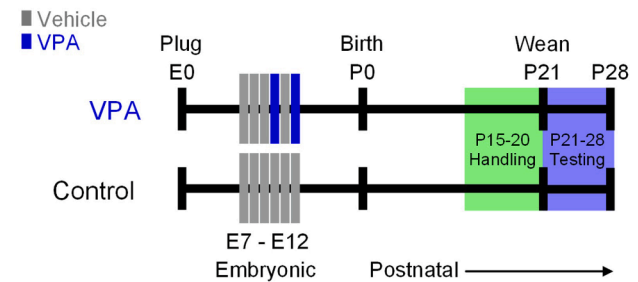 Vehicle
VPA
Plug
Birth
Wean
E0
P0
P21
P28
VPA
P15-20
Handling
P21-28
Testing
Control
E7 - E12
Embryonic
Postnatal